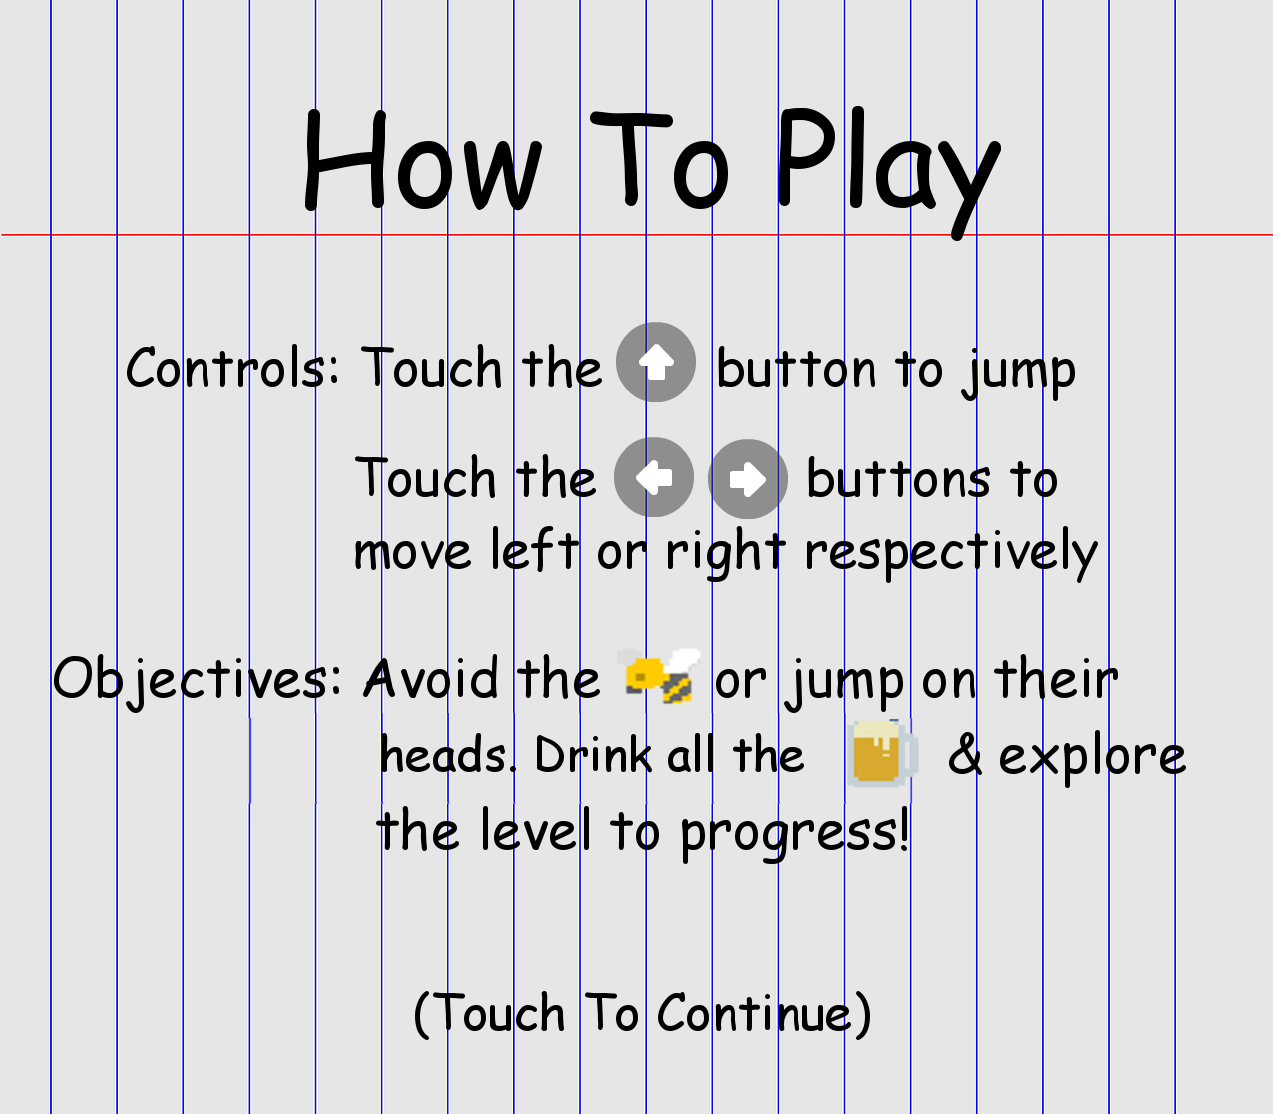 How To Play
Controls: Touch the button to jump
Touch the buttons to
move left or right respectively
Objectives: Avoid the or jump on their
heads. Drink all the & explore
the level to progress!
(Touch To Continue)